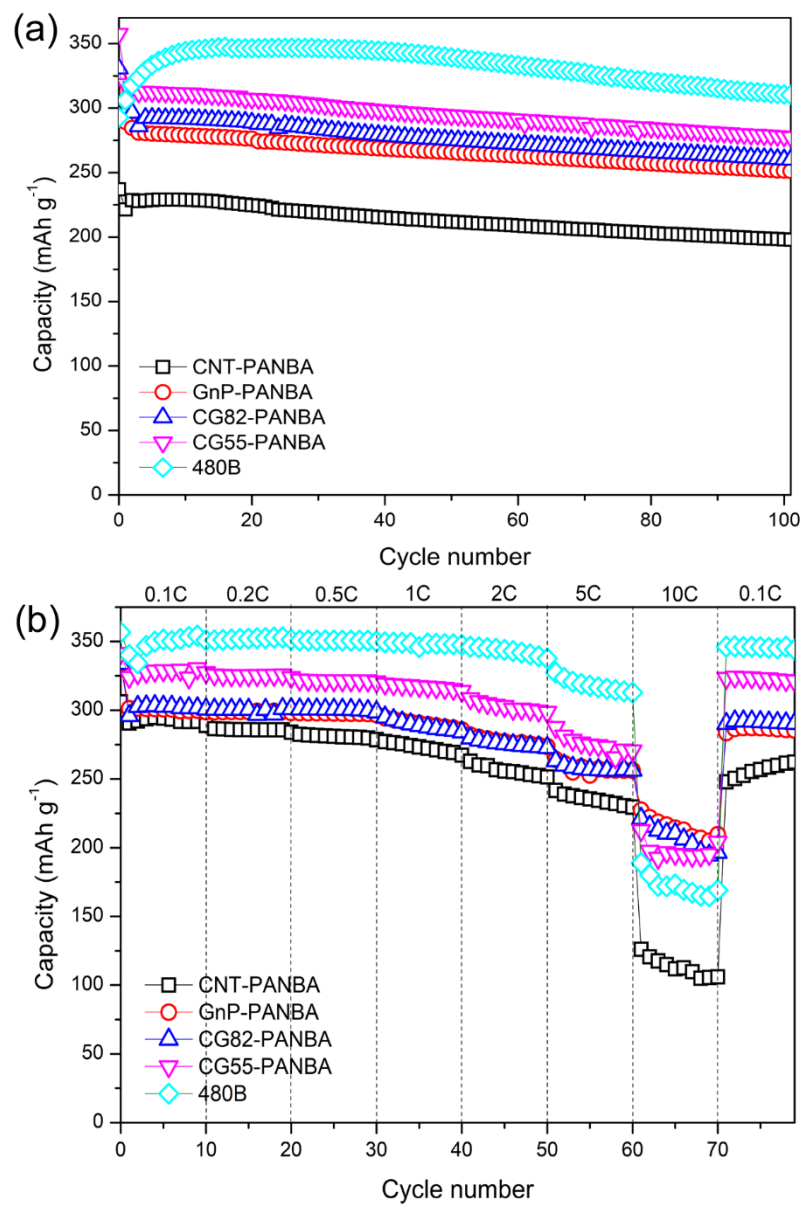 (a)
350
300
250
200
150
100
50
0
Capacity (mAh g⁻¹)
CNT-PANBA
GnP-PANBA
CG82-PANBA
CG55-PANBA
480B
0 20 40 60 80 100
Cycle number
(b)
0.1C 0.2C 0.5C 1C 2C 5C 10C 0.1C
350
300
250
200
150
100
50
0
Capacity (mAh g⁻¹)
CNT-PANBA
GnP-PANBA
CG82-PANBA
CG55-PANBA
480B
0 10 20 30 40 50 60 70
Cycle number